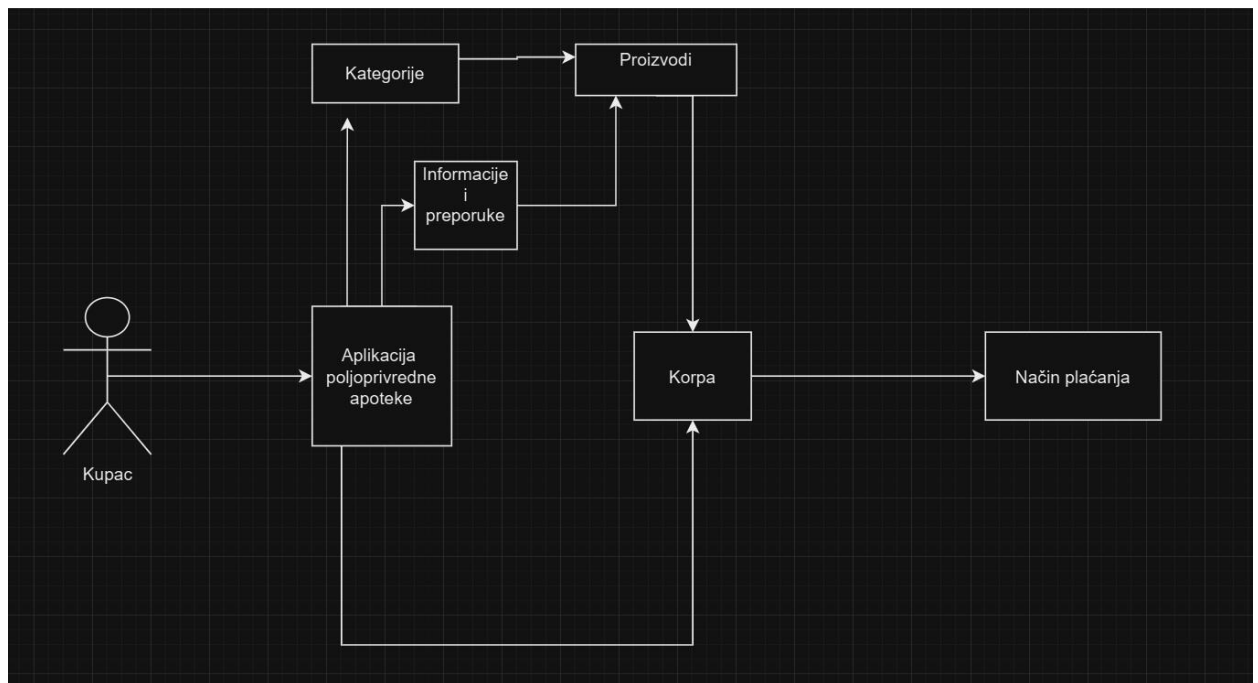 Kategorije
Proizvodi
Informacije
i
preporuke
Aplikacija
poljoprivredne
apoteke
Korpa
Način plaćanja
Kupac